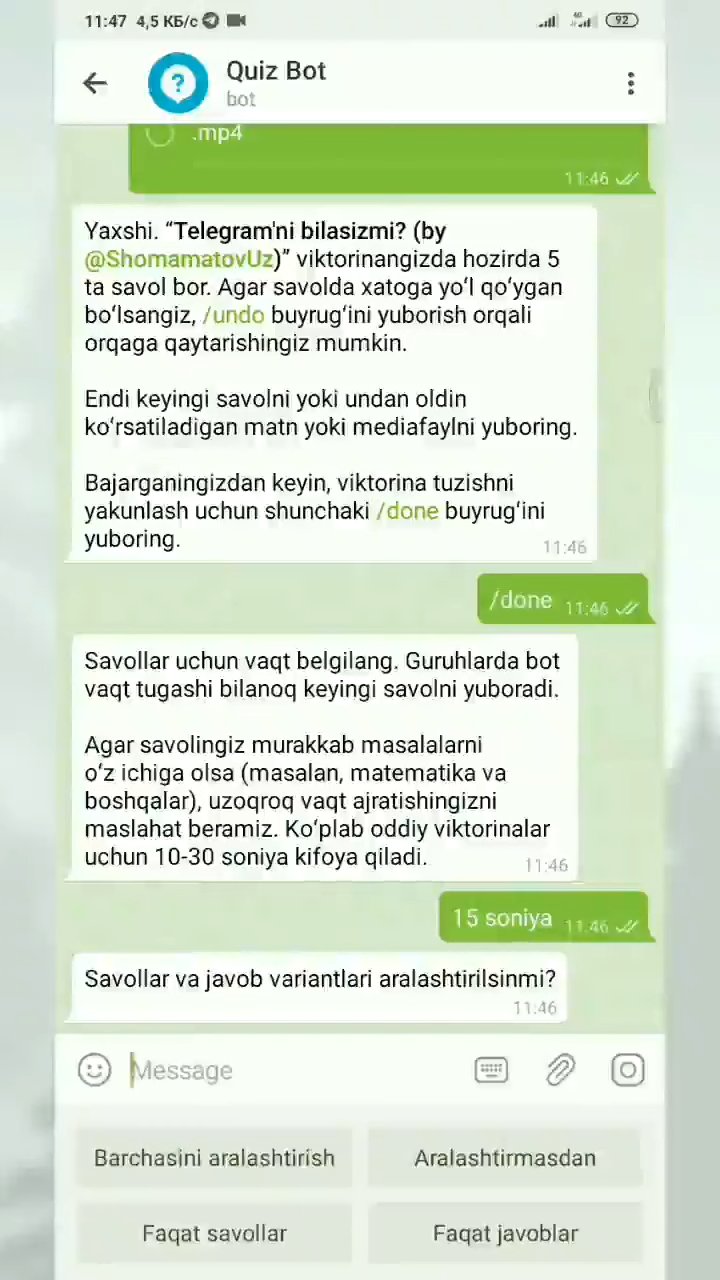 11:47 4,5 КБ/с
4G
92
Quiz Bot
bot
.mp4
11:46
Yaxshi. “Telegram'ni bilasizmi? (by
@ShomamatovUz)” viktorinangizda hozirda 5
ta savol bor. Agar savolda xatoga yoʻl qoʻygan
boʻlsangiz, /undo buyrugʻini yuborish orqali
orqaga qaytarishingiz mumkin.
Endi keyingi savolni yoki undan oldin
koʻrsatiladigan matn yoki mediafaylni yuboring.
Bajarganingizdan keyin, viktorina tuzishni
yakunlash uchun shunchaki /done buyrugʻini
yuboring.
11:46
/done 11:46
Savollar uchun vaqt belgilang. Guruhlarda bot
vaqt tugashi bilanoq keyingi savolni yuboradi.
Agar savolingiz murakkab masalalarni
oʻz ichiga olsa (masalan, matematika va
boshqalar), uzoqroq vaqt ajratishingizni
maslahat beramiz. Koʻplab oddiy viktorinalar
uchun 10-30 soniya kifoya qiladi.
11:46
15 soniya 11:46
Savollar va javob variantlari aralashtirilsinmi?
11:46
Message
Barchasini aralashtirish
Aralashtirmasdan
Faqat savollar
Faqat javoblar